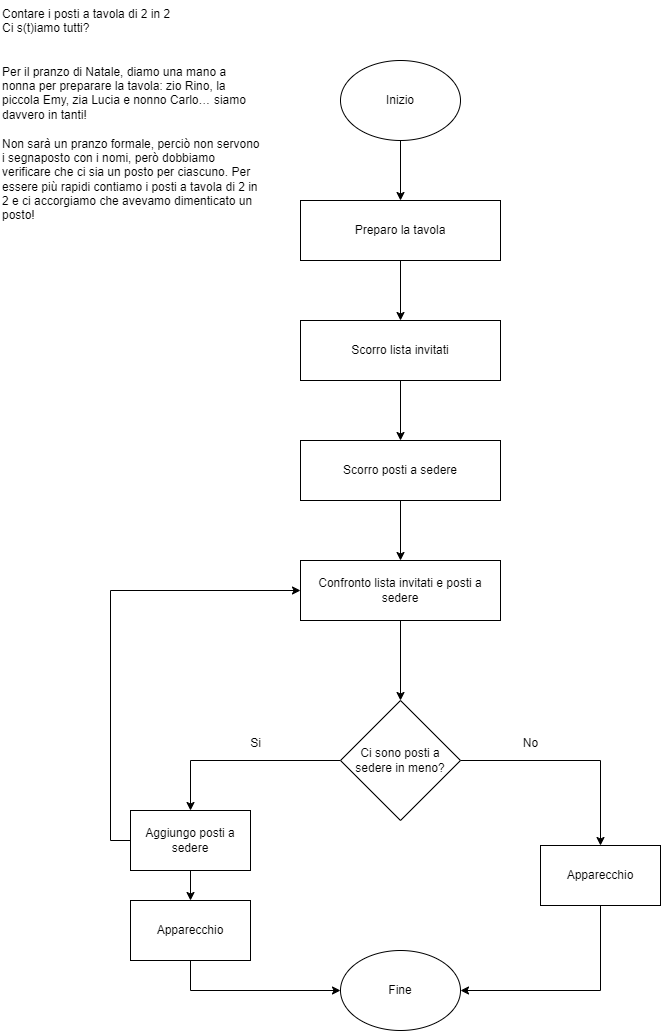 Contare i posti a tavola di 2 in 2
Ci s(t)iamo tutti?
Per il pranzo di Natale, diamo una mano a
nonna per preparare la tavola: zio Rino, la
piccola Emy, zia Lucia e nonno Carlo... siamo
davvero in tanti!
Non sarà un pranzo formale, perciò non servono
i segnaposto con i nomi, però dobbiamo
verificare che ci sia un posto per ciascuno. Per
essere più rapidi contiamo i posti a tavola di 2 in
2 e ci accorgiamo che avevamo dimenticato un
posto!
Inizio
Preparo la tavola
Scorro lista invitati
Scorro posti a sedere
Confronto lista invitati e posti a
sedere
Ci sono posti a
sedere in meno?
Si
No
Aggiungo posti a
sedere
Apparecchio
Apparecchio
Fine